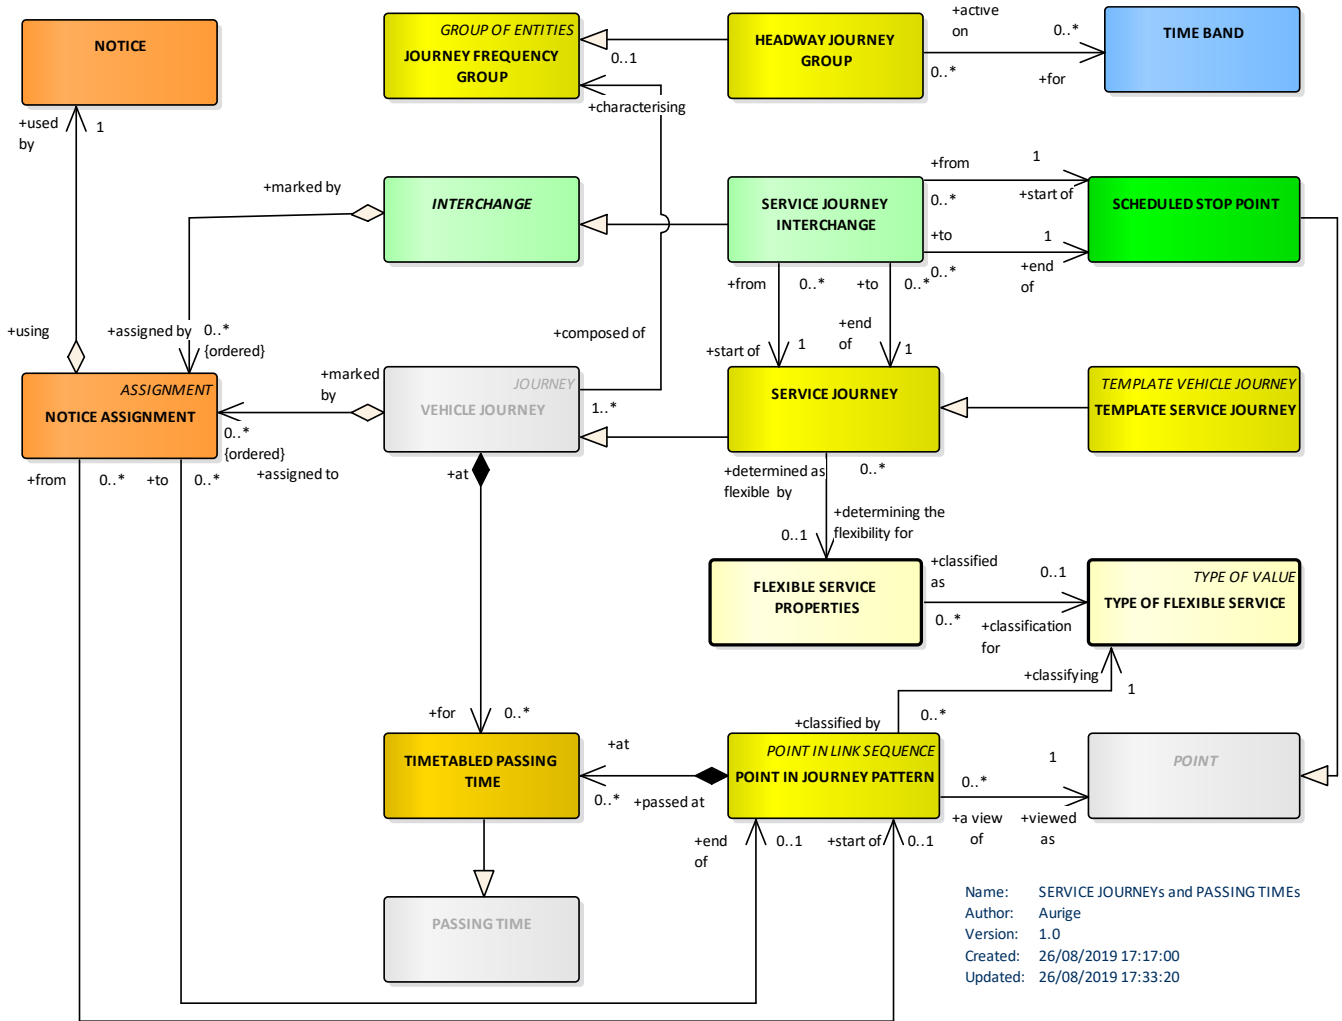 NOTICE
GROUP OF ENTITIES
JOURNEY FREQUENCY
GROUP
HEADWAY JOURNEY
GROUP
TIME BAND
+active
on
0..*
0..*
+for
0..1
+characterising
+used
by
1
+marked by
INTERCHANGE
SERVICE JOURNEY
INTERCHANGE
SCHEDULED STOP POINT
+from
1
0..*
+start of
+to
1
0..*
+end
of
+from
0..*
+to
0..*
+using
+assigned by
0..*
{ordered}
+composed of
+start of
1
+end
of
1
ASSIGNMENT
NOTICE ASSIGNMENT
+marked
by
0..*
{ordered}
+assigned to
JOURNEY
VEHICLE JOURNEY
1..*
SERVICE JOURNEY
TEMPLATE VEHICLE JOURNEY
TEMPLATE SERVICE JOURNEY
+from
0..*
+to
0..*
+at
+determined as
flexible by
0..*
+determining the
flexibility for
0..1
FLEXIBLE SERVICE
PROPERTIES
+classified
as
0..1
0..*
+classification
for
TYPE OF VALUE
TYPE OF FLEXIBLE SERVICE
+classifying
1
+for
0..*
+classified by
0..*
TIMETABLED PASSING
TIME
+at
0..*
+passed at
POINT IN LINK SEQUENCE
POINT IN JOURNEY PATTERN
1
0..*
+a view
of
+viewed
as
POINT
+end
of
0..1
+start of
0..1
PASSING TIME
Name: SERVICE JOURNEYs and PASSING TIMEs
Author: Aurige
Version: 1.0
Created: 26/08/2019 17:17:00
Updated: 26/08/2019 17:33:20